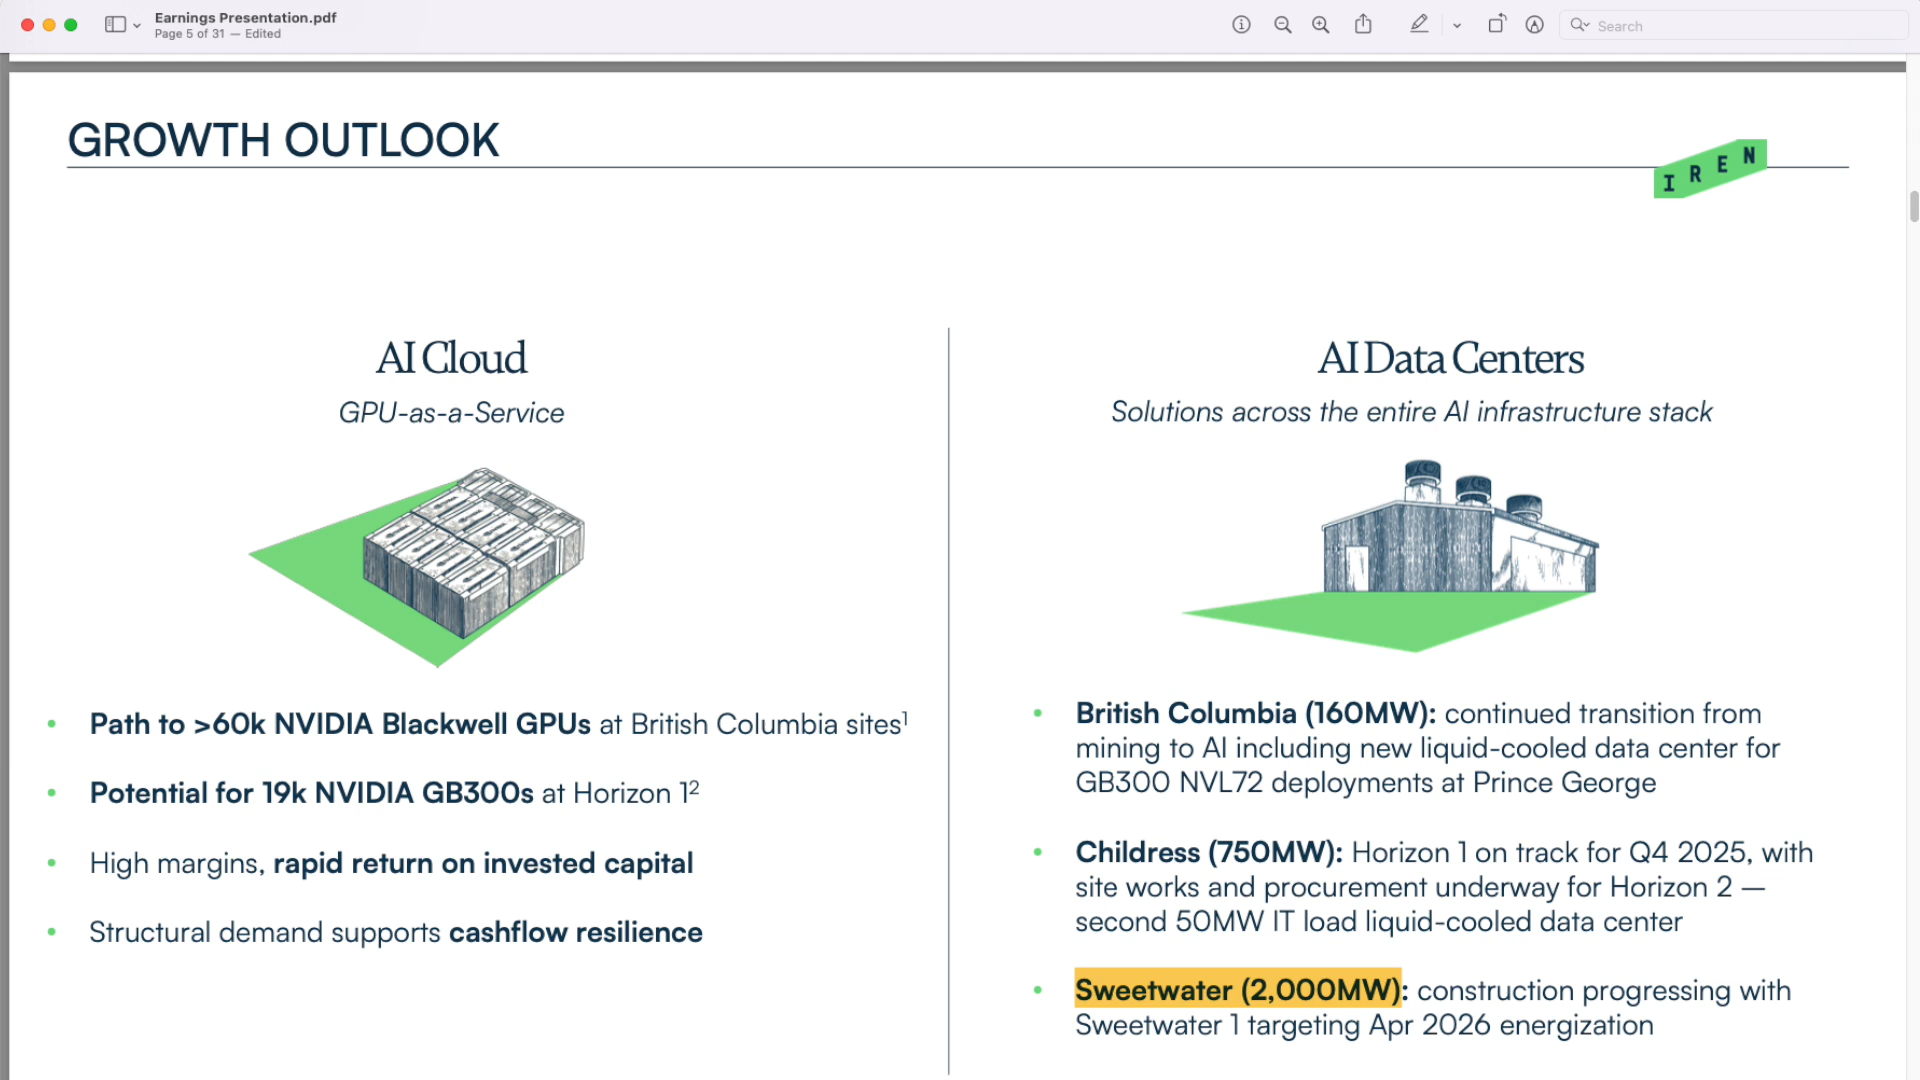 Earnings Presentation.pdf
Page 5 of 31 — Edited
Search
GROWTH OUTLOOK
IREN
AI Cloud
GPU-as-a-Service
• Path to >60k NVIDIA Blackwell GPUs at British Columbia sites¹
• Potential for 19k NVIDIA GB300s at Horizon 1²
• High margins, rapid return on invested capital
• Structural demand supports cashflow resilience
AI Data Centers
Solutions across the entire AI infrastructure stack
• British Columbia (160MW): continued transition from
mining to AI including new liquid-cooled data center for
GB300 NVL72 deployments at Prince George
• Childress (750MW): Horizon 1 on track for Q4 2025, with
site works and procurement underway for Horizon 2 —
second 50MW IT load liquid-cooled data center
• Sweetwater (2,000MW): construction progressing with
Sweetwater 1 targeting Apr 2026 energization